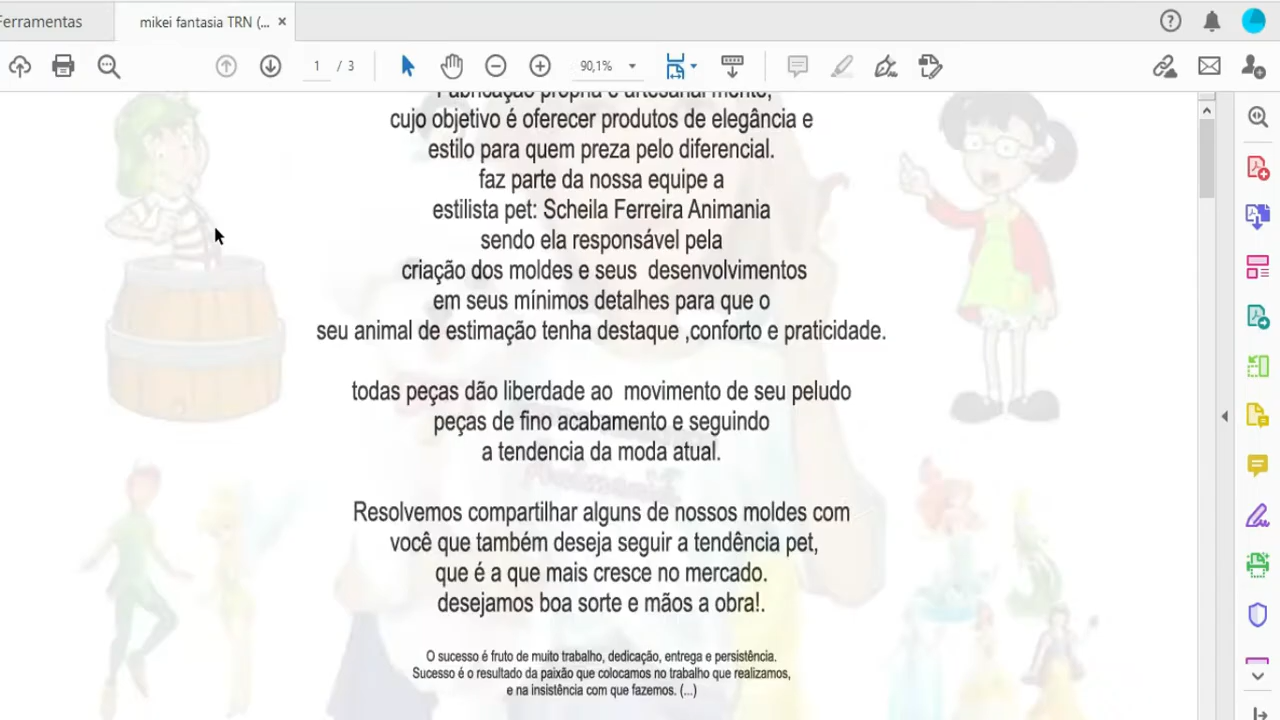 Ferramentas
mikei fantasia TRN (...
1 / 3
90,1%
Fabricação própria e artesanal mente,
cujo objetivo é oferecer produtos de elegância e
estilo para quem preza pelo diferencial.
faz parte da nossa equipe a
estilista pet: Scheila Ferreira Animania
sendo ela responsável pela
criação dos moldes e seus desenvolvimentos
em seus mínimos detalhes para que o
seu animal de estimação tenha destaque ,conforto e praticidade.
todas peças dão liberdade ao movimento de seu peludo
peças de fino acabamento e seguindo
a tendencia da moda atual.
Resolvemos compartilhar alguns de nossos moldes com
você que também deseja seguir a tendência pet,
que é a que mais cresce no mercado.
desejamos boa sorte e mãos a obra!.
O sucesso é fruto de muito trabalho, dedicação, entrega e persistência.
Sucesso é o resultado da paixão que colocamos no trabalho que realizamos,
e na insistência com que fazemos. (...)